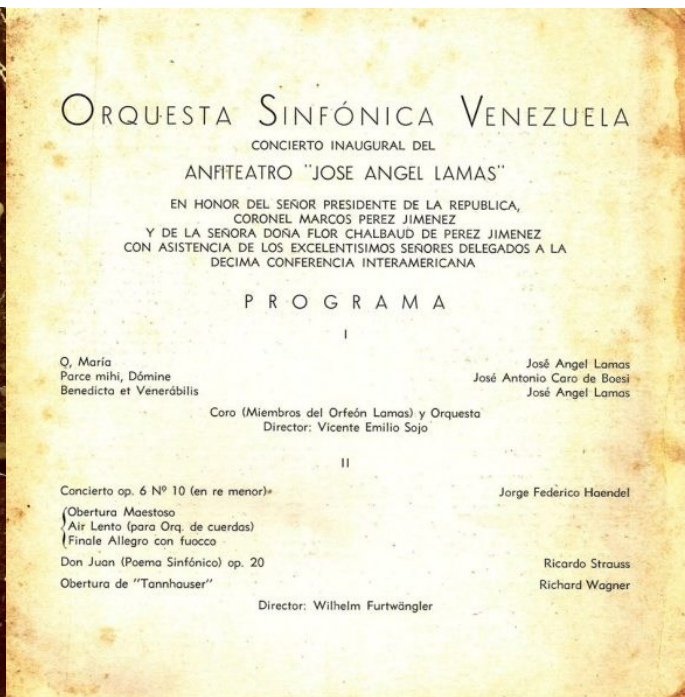 ORQUESTA SINFÓNICA VENEZUELA
CONCIERTO INAUGURAL DEL
ANFITEATRO "JOSE ANGEL LAMAS"
EN HONOR DEL SEÑOR PRESIDENTE DE LA REPUBLICA,
CORONEL MARCOS PEREZ JIMENEZ
Y DE LA SEÑORA DOÑA FLOR CHALBAUD DE PEREZ JIMENEZ
CON ASISTENCIA DE LOS EXCELENTISIMOS SEÑORES DELEGADOS A LA
DECIMA CONFERENCIA INTERAMERICANA
PROGRAMA
I
O, María José Angel Lamas
Parce mihi, Dómine José Antonio Caro de Boesi
Benedicta et Venerábilis José Angel Lamas
Coro (Miembros del Orfeón Lamas) y Orquesta
Director: Vicente Emilio Sojo
II
Concierto op. 6 Nº 10 (en re menor) Jorge Federico Haendel
Obertura Maestoso
Air Lento (para Orq. de cuerdas)
Finale Allegro con fuocco
Don Juan (Poema Sinfónico) op. 20 Ricardo Strauss
Obertura de "Tannhauser" Richard Wagner
Director: Wilhelm Furtwängler